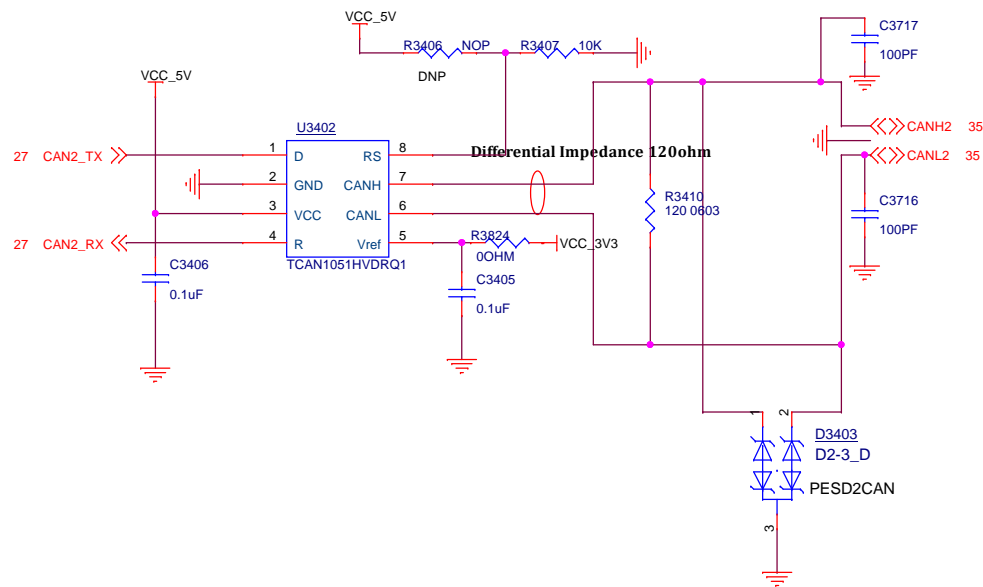 VCC_5V
R3406 NOP R3407 10K
DNP
C3717
100PF
VCC_5V
U3402
27 CAN2_TX
1 D RS 8
Differential Impedance 120ohm
CANH2 35
CANL2 35
2 GND CANH 7
3 VCC CANL 6
R3410
120 0603
C3716
100PF
27 CAN2_RX
4 R Vref 5
R3824
0OHM
VCC_3V3
TCAN1051HVDRQ1
C3406
0.1uF
C3405
0.1uF
1
2
D3403
D2-3_D
PESD2CAN
3